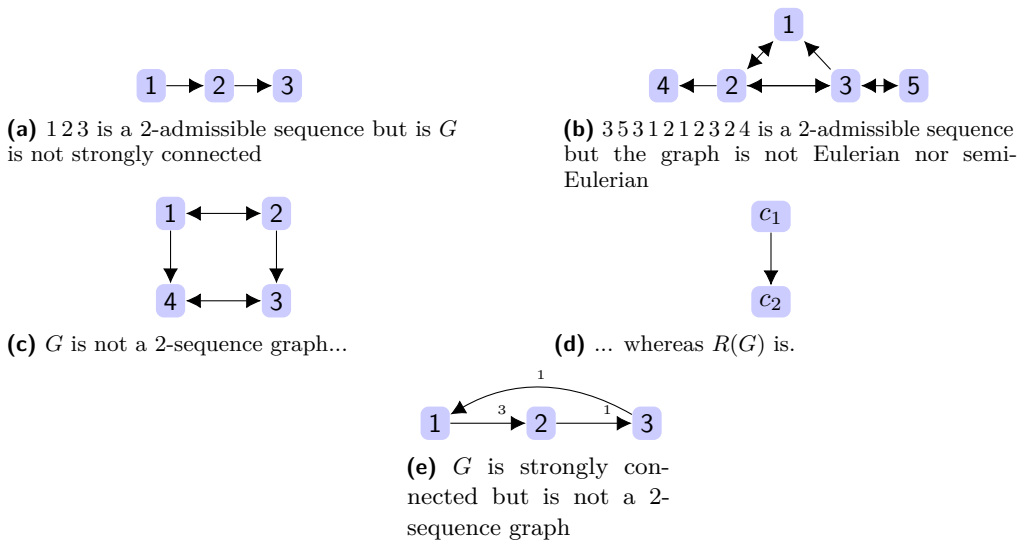 1 2 3
(a) 1 2 3 is a 2-admissible sequence but is G
is not strongly connected
1
4 2 3 5
(b) 3 5 3 1 2 1 2 3 2 4 is a 2-admissible sequence
but the graph is not Eulerian nor semi-
Eulerian
1 2
4 3
(c) G is not a 2-sequence graph...
c₁
c₂
(d) ... whereas R(G) is.
1
3 1
1 2 3
(e) G is strongly con-
nected but is not a 2-
sequence graph